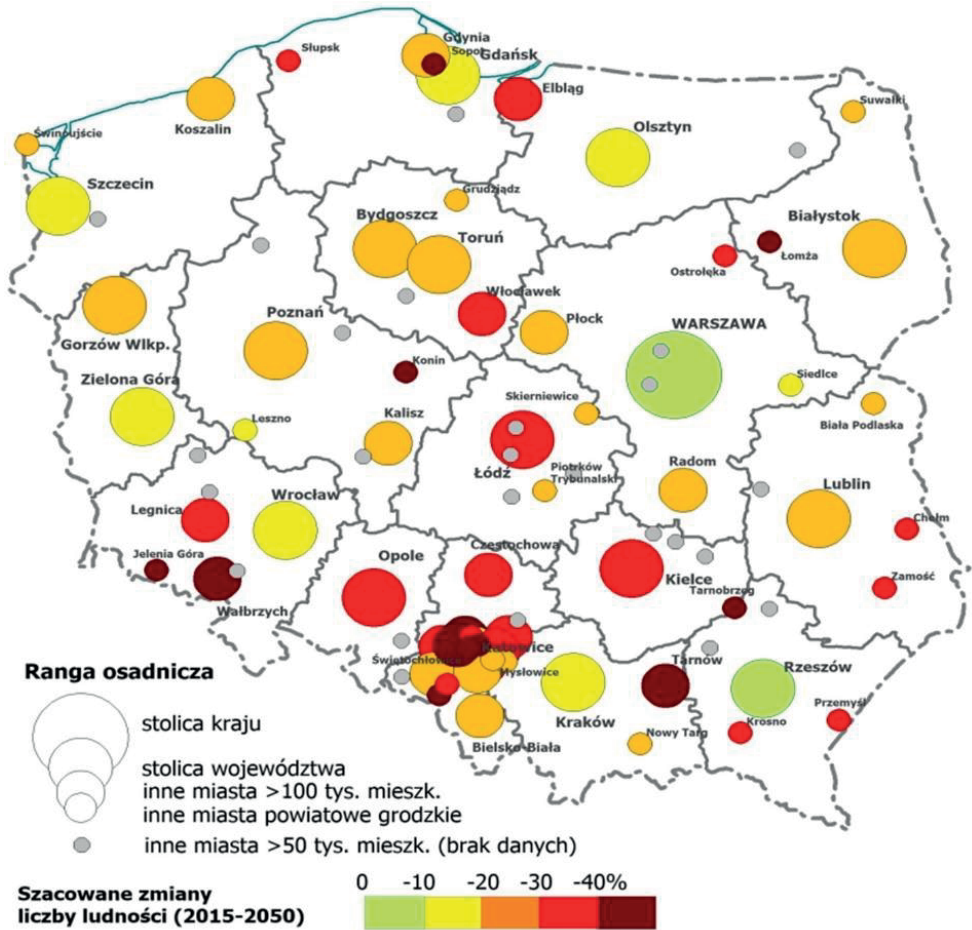 Słupsk
Gdynia
Sopot
Gdańsk
Elbląg
Suwałki
Koszalin
Świnoujście
Olsztyn
Szczecin
Grudziądz
Bydgoszcz
Białystok
Toruń
Łomża
Ostrołęka
Włocławek
Poznań
Płock
WARSZAWA
Gorzów Wlkp.
Konin
Zielona Góra
Siedlce
Skierniewice
Leszno
Kalisz
Biała Podlaska
Łódź
Piotrków
Trybunalski
Radom
Lublin
Wrocław
Legnica
Chełm
Częstochowa
Jelenia Góra
Opole
Kielce
Zamość
Tarnobrzeg
Wałbrzych
Katowice
Świętochłowice
Mysłowice
Tarnów
Rzeszów
Kraków
Przemyśl
Krosno
Nowy Targ
Bielsko-Biała
Ranga osadnicza
stolica kraju
stolica województwa
inne miasta >100 tys. mieszk.
inne miasta powiatowe grodzkie
inne miasta >50 tys. mieszk. (brak danych)
Szacowane zmiany
liczby ludności (2015-2050)
0 -10 -20 -30 -40%